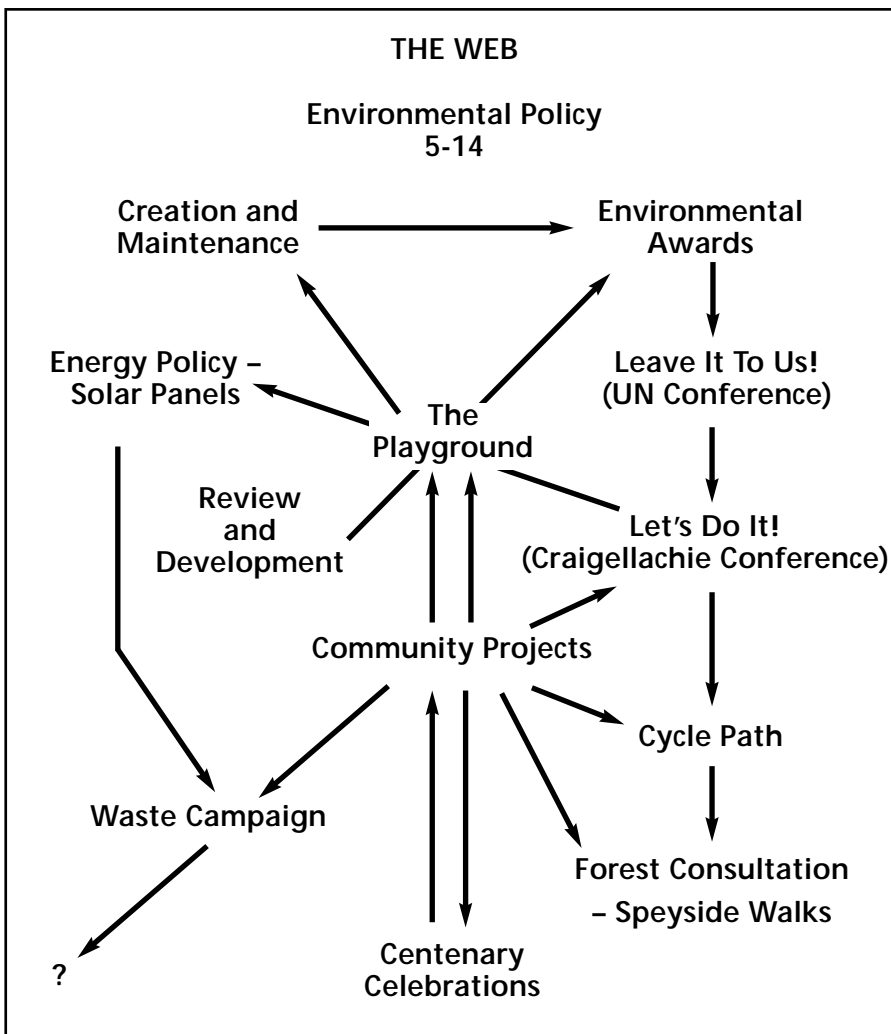 THE WEB
Environmental Policy
5-14
Creation and
Maintenance
Environmental
Awards
Energy Policy –
Solar Panels
Leave It To Us!
(UN Conference)
The
Playground
Review
and
Development
Let's Do It!
(Craigellachie Conference)
Community Projects
Cycle Path
Waste Campaign
Forest Consultation
– Speyside Walks
Centenary
Celebrations
?